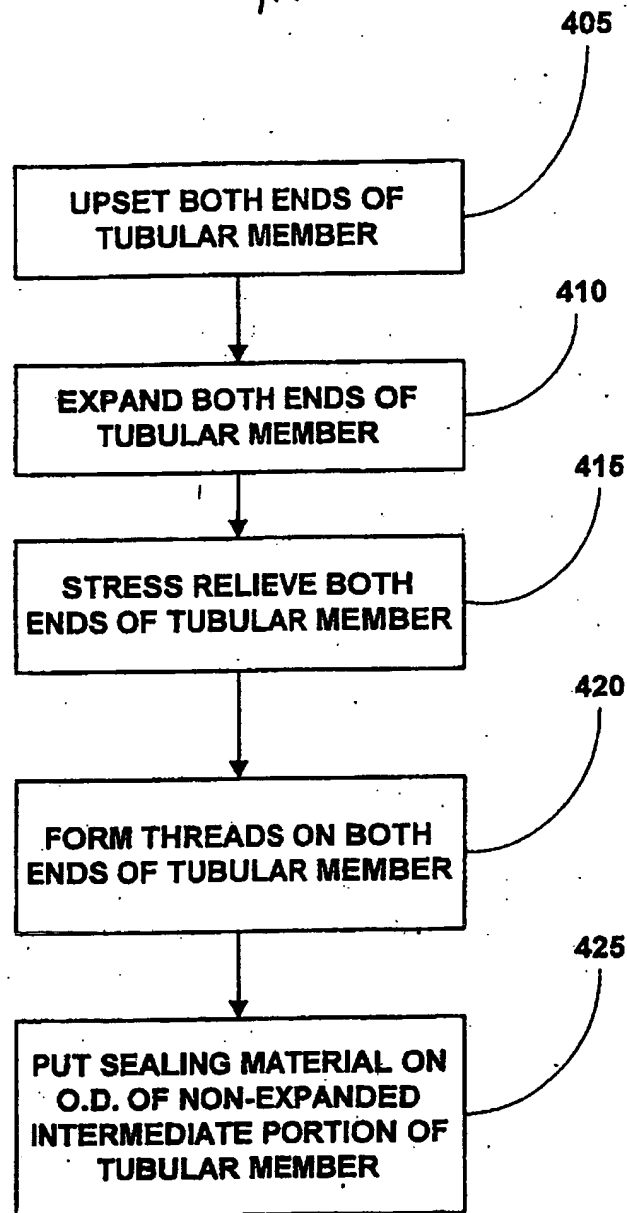 405
UPSET BOTH ENDS OF
TUBULAR MEMBER
410
EXPAND BOTH ENDS OF
TUBULAR MEMBER
415
STRESS RELIEVE BOTH
ENDS OF TUBULAR MEMBER
420
FORM THREADS ON BOTH
ENDS OF TUBULAR MEMBER
425
PUT SEALING MATERIAL ON
O.D. OF NON-EXPANDED
INTERMEDIATE PORTION OF
TUBULAR MEMBER